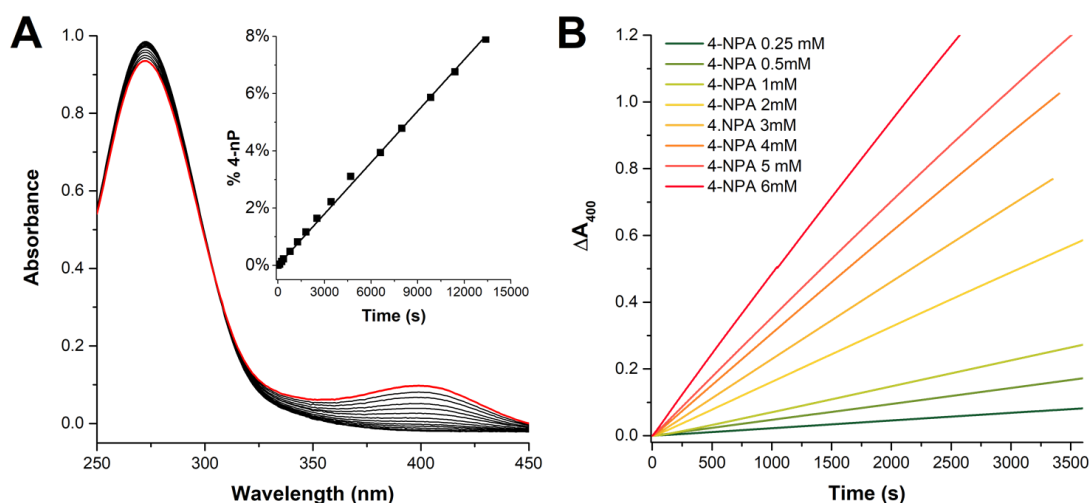 A
1.0
0.8
0.6
0.4
0.2
0.0
Absorbance
250
300
350
400
450
Wavelength (nm)
8%
6%
4%
2%
0%
% 4-nP
0
3000
6000
9000
12000
15000
Time (s)
B
1.2
1.0
0.8
0.6
0.4
0.2
0.0
ΔA400
4-NPA 0.25 mM
4-NPA 0.5mM
4-NPA 1mM
4-NPA 2mM
4.NPA 3mM
4-NPA 4mM
4-NPA 5 mM
4-NPA 6mM
0
500
1000
1500
2000
2500
3000
3500
Time (s)